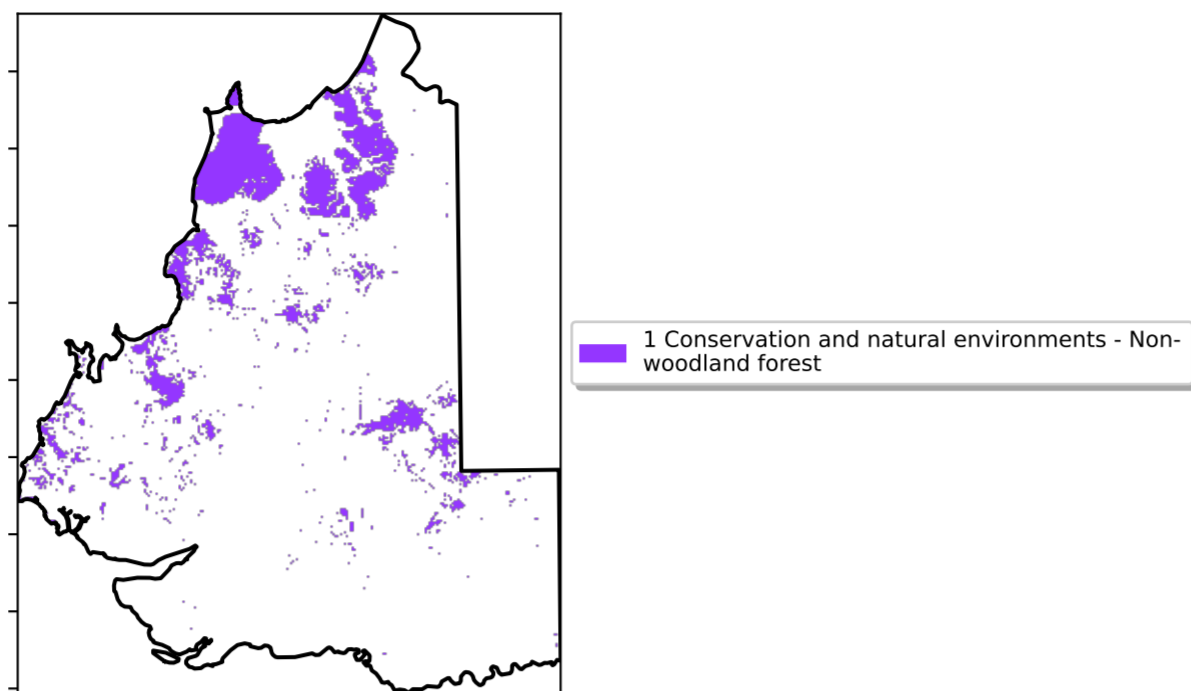 1 Conservation and natural environments - Non-
woodland forest